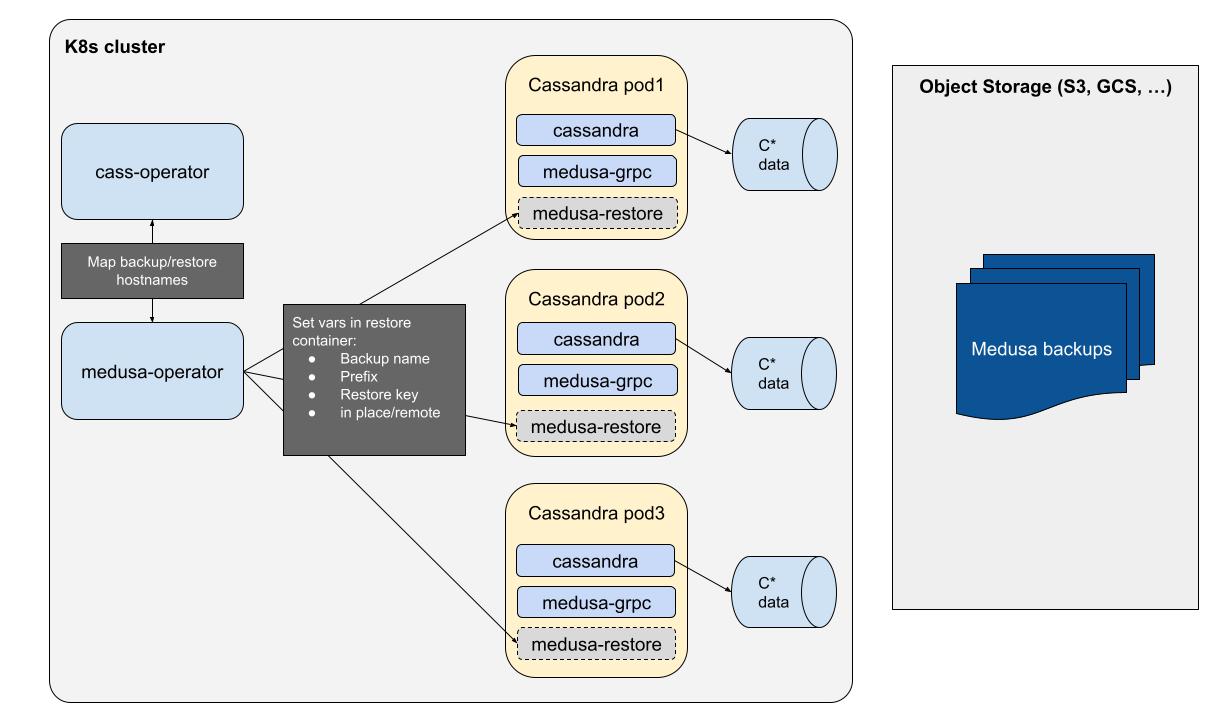 K8s cluster
cass-operator
Map backup/restore
hostnames
medusa-operator
Set vars in restore
container:
● Backup name
● Prefix
● Restore key
● in place/remote
Cassandra pod1
cassandra
medusa-grpc
medusa-restore
C*
data
Cassandra pod2
cassandra
medusa-grpc
medusa-restore
C*
data
Cassandra pod3
cassandra
medusa-grpc
medusa-restore
C*
data
Object Storage (S3, GCS, …)
Medusa backups